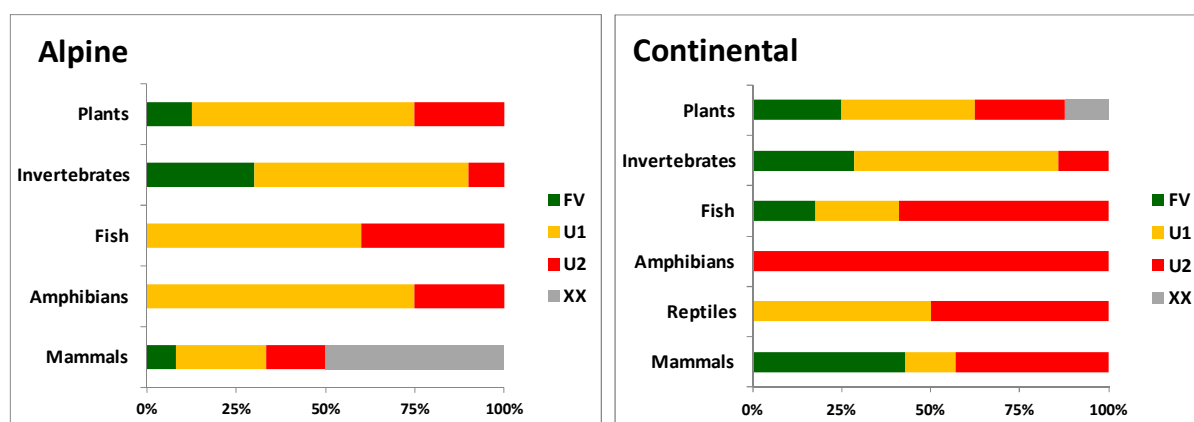 Alpine
Plants
Invertebrates
Fish
Amphibians
Mammals
0% 25% 50% 75% 100%
FV
U1
U2
XX
Continental
Plants
Invertebrates
Fish
Amphibians
Reptiles
Mammals
0% 25% 50% 75% 100%
FV
U1
U2
XX